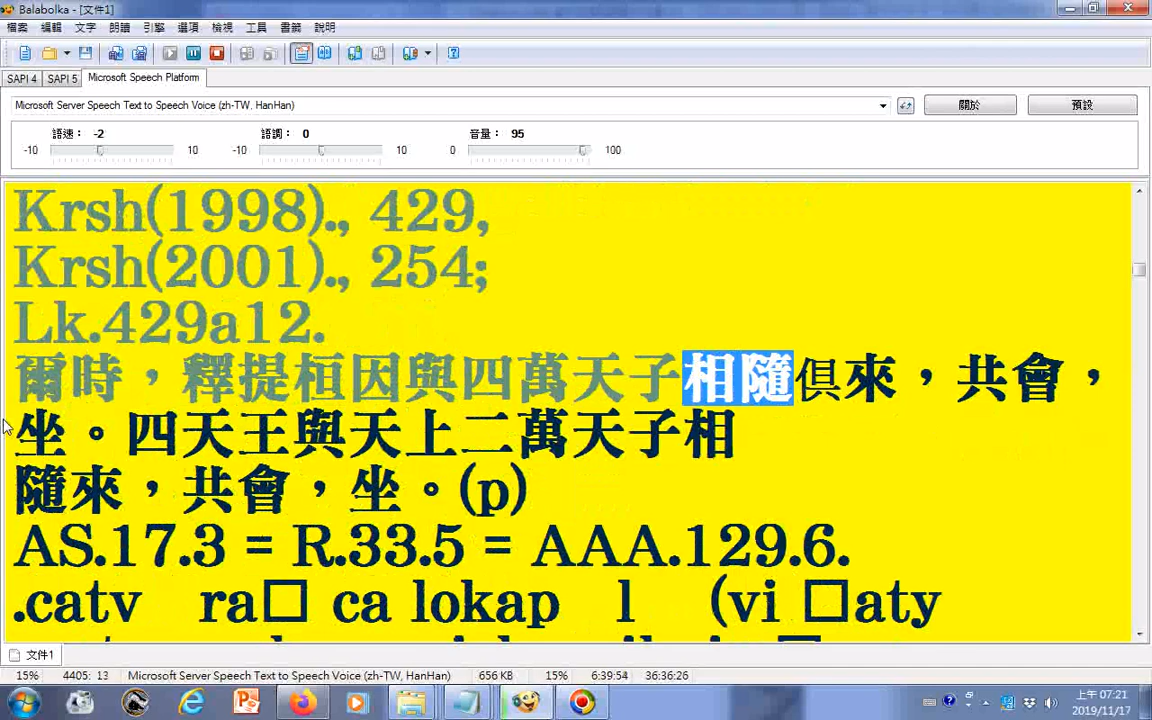 Balabolka - [文件1]
檔案 編輯 文字 朗讀 引擎 選項 檢視 工具 書籤 說明
SAPI 4 SAPI 5 Microsoft Speech Platform
Microsoft Server Speech Text to Speech Voice (zh-TW, HanHan)
關於 預設
語速： -2 語調： 0 音量： 95
-10 10 -10 10 0 100
Krsh(1998)., 429,
Krsh(2001)., 254;
Lk.429a12.
爾時，釋提桓因與四萬天子相隨俱來，共會，
坐。四天王與天上二萬天子相
隨來，共會，坐。(p)
AS.17.3 = R.33.5 = AAA.129.6.
.catv ra□ ca lokap l (vi □aty
文件1
15% 4405: 13 Microsoft Server Speech Text to Speech Voice (zh-TW, HanHan) 656 KB 15% 6:39:54 36:36:26
上午 07:21
2019/11/17